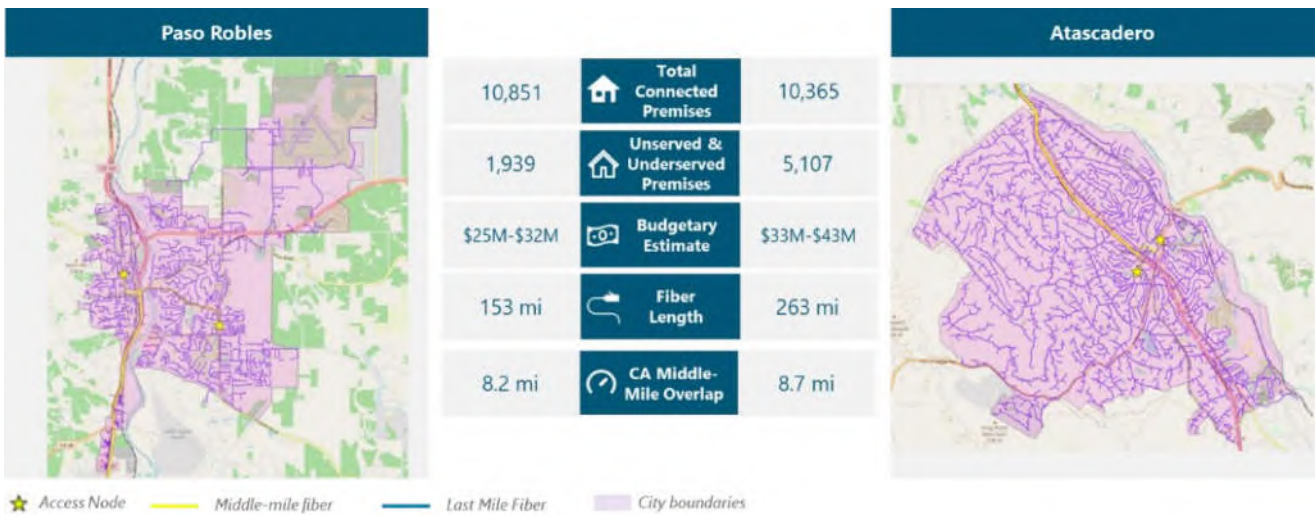 Paso Robles
Atascadero
10,851
Total
Connected
Premises
10,365
1,939
Unserved &
Underserved
Premises
5,107
$25M-$32M
Budgetary
Estimate
$33M-$43M
153 mi
Fiber
Length
263 mi
8.2 mi
CA Middle-
Mile Overlap
8.7 mi
Access Node
Middle-mile fiber
Last Mile Fiber
City boundaries